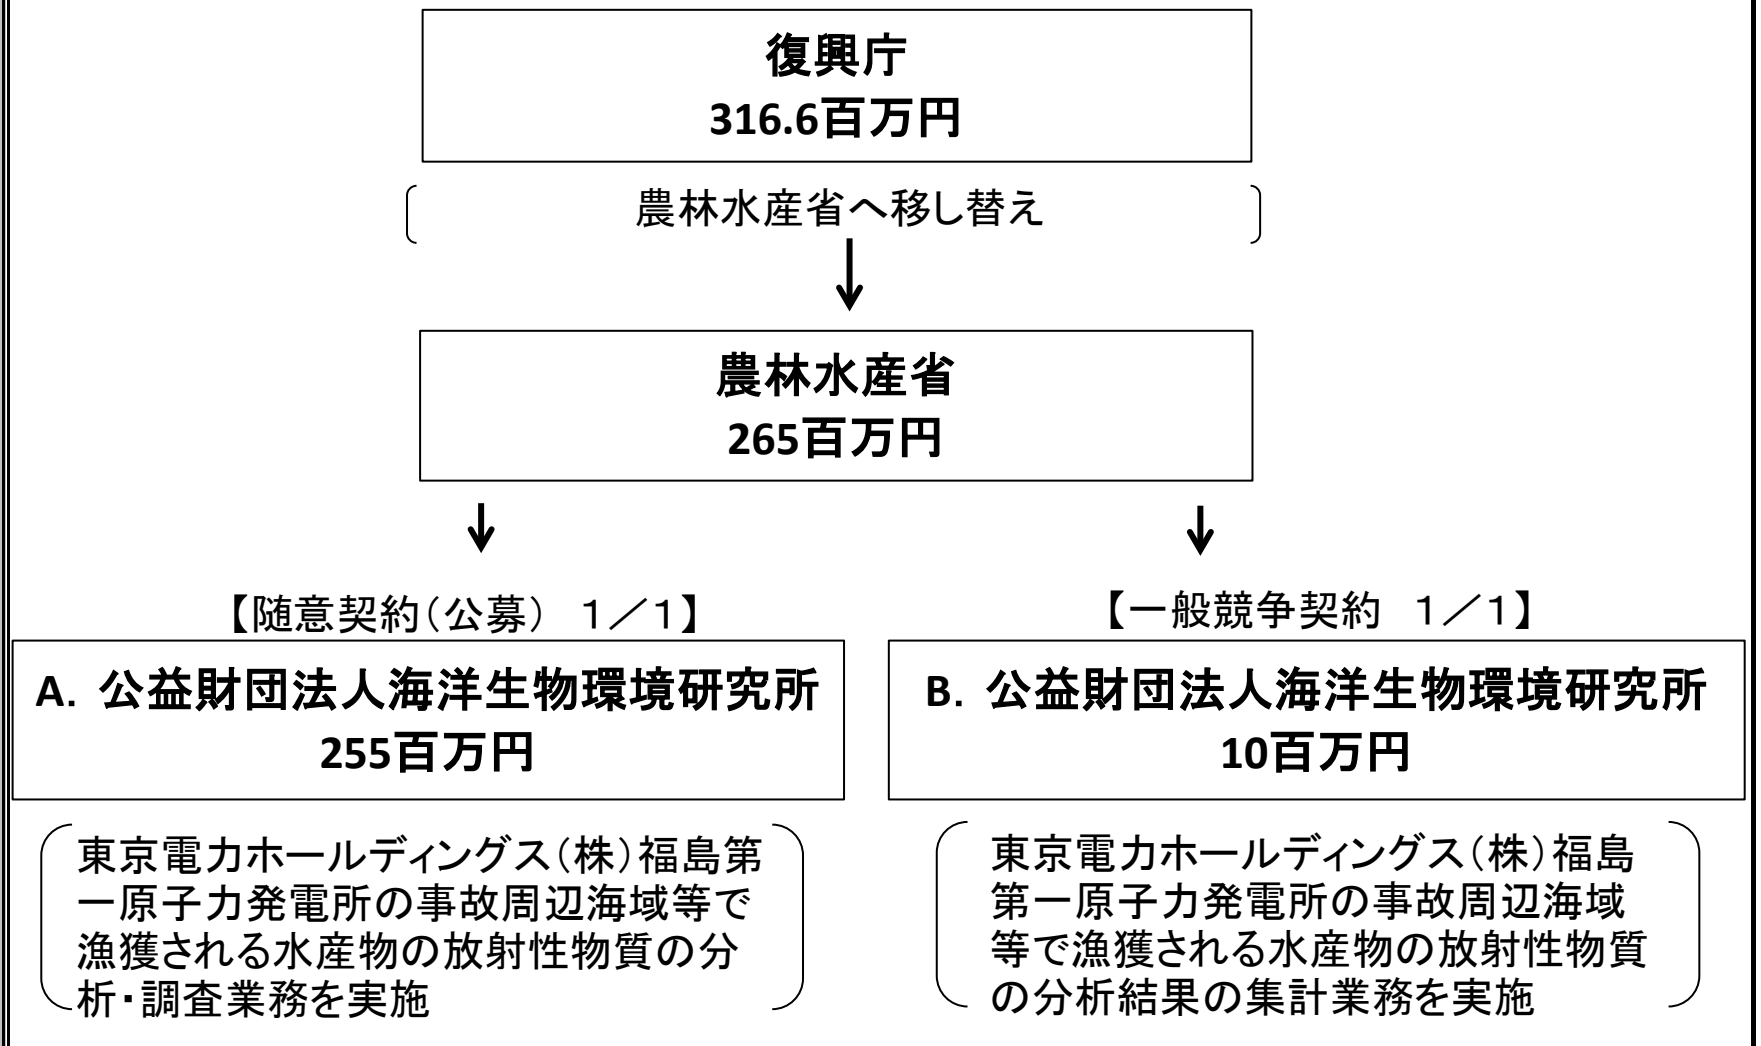 復興庁
316.6百万円
農林水産省へ移し替え
農林水産省
265百万円
【随意契約（公募）　１／１】
A. 公益財団法人海洋生物環境研究所
255百万円
東京電力ホールディングス（株）福島第
一原子力発電所の事故周辺海域等で
漁獲される水産物の放射性物質の分
析・調査業務を実施
【一般競争契約　１／１】
B. 公益財団法人海洋生物環境研究所
10百万円
東京電力ホールディングス（株）福島
第一原子力発電所の事故周辺海域
等で漁獲される水産物の放射性物質
の分析結果の集計業務を実施